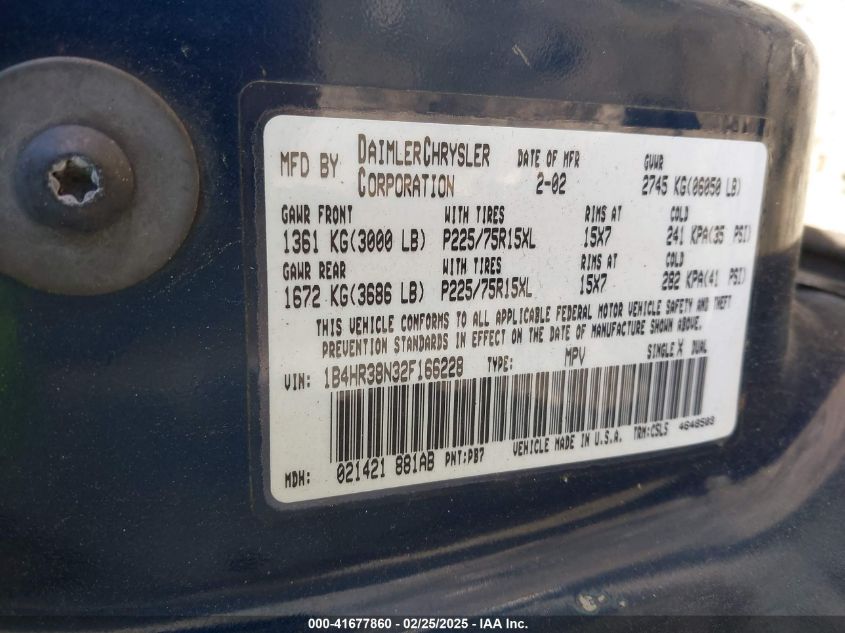 MFD BY DAIMLERCHRYSLER CORPORATION DATE OF MFR 2-02 GVWR 2745 KG(06050 LB)
GAWR FRONT WITH TIRES RIMS AT COLD
1361 KG(3000 LB) P225/75R15XL 15X7 241 KPA(35 PSI)
GAWR REAR WITH TIRES RIMS AT COLD
1672 KG(3686 LB) P225/75R15XL 15X7 282 KPA(41 PSI)
THIS VEHICLE CONFORMS TO ALL APPLICABLE FEDERAL MOTOR VEHICLE SAFETY AND THEFT
PREVENTION STANDARDS IN EFFECT ON THE DATE OF MANUFACTURE SHOWN ABOVE.
VIN: 1B4HR38N32F166228 TYPE: MPV SINGLE X DUAL
MDH: 021421 881AB PNT:PB7 VEHICLE MADE IN U.S.A. TRM:CSL5
000-41677860 - 02/25/2025 - IAA Inc.